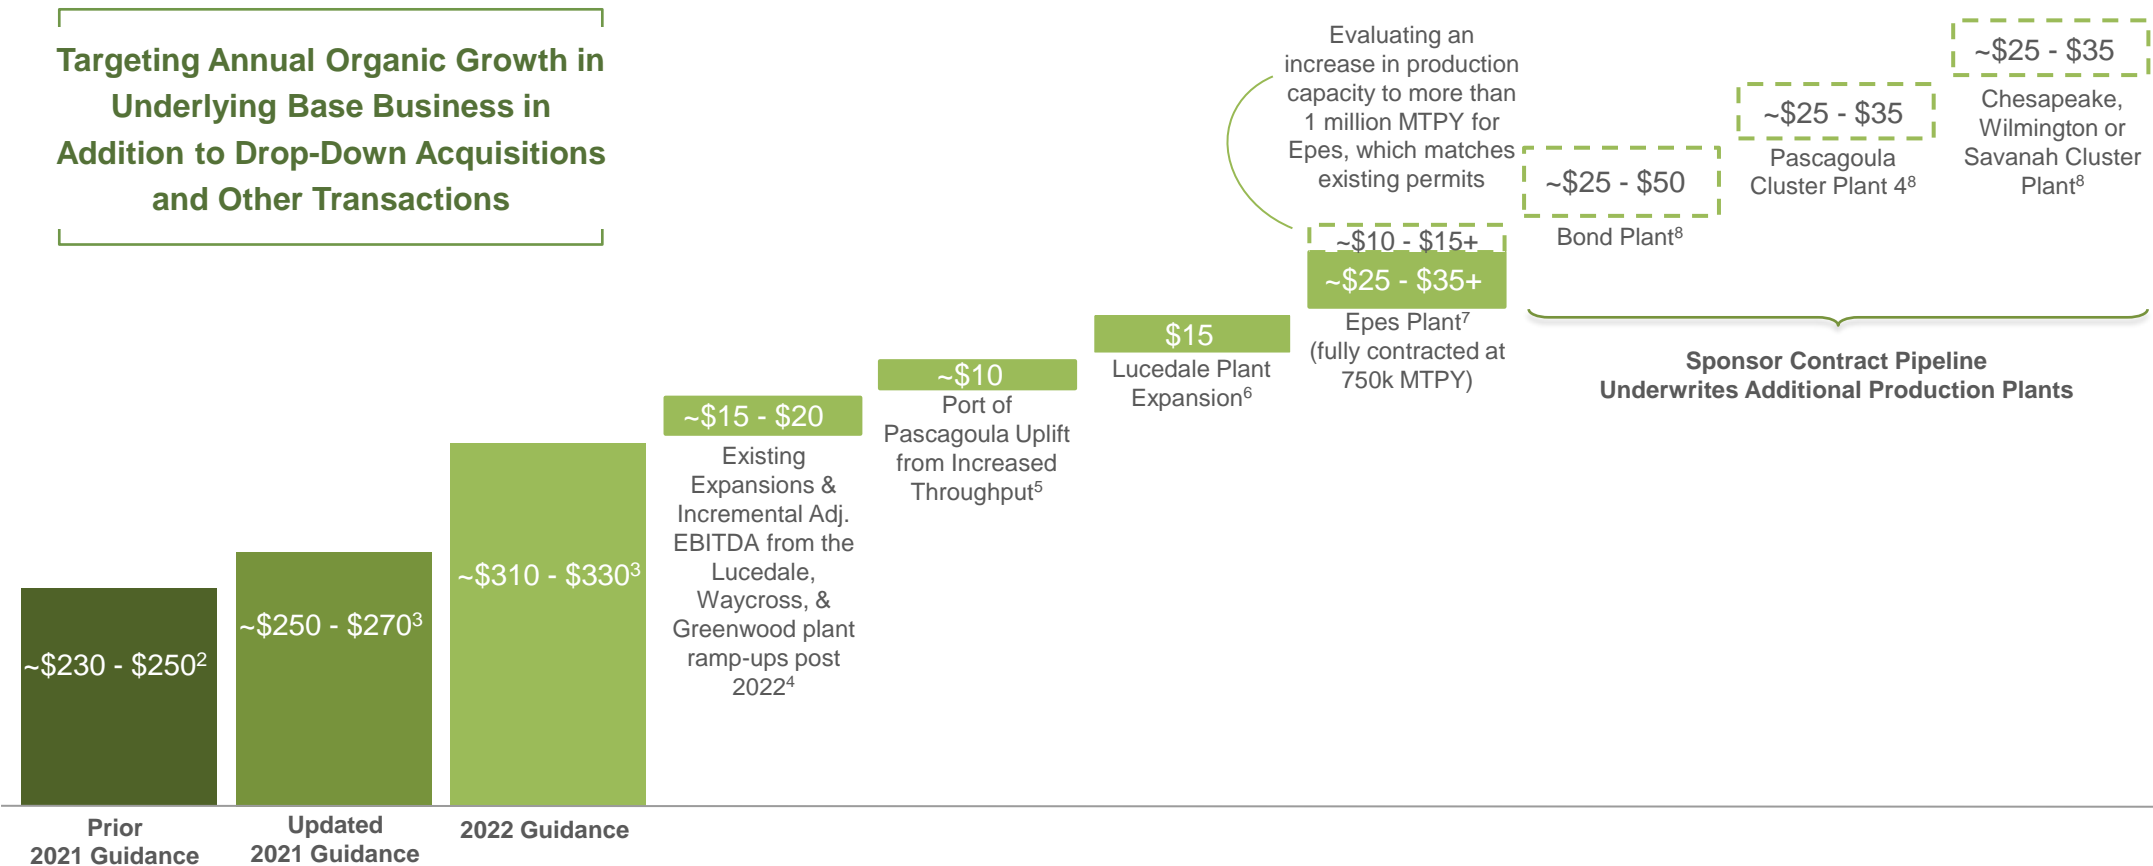 Targeting Annual Organic Growth in
Underlying Base Business in
Addition to Drop-Down Acquisitions
and Other Transactions
~$230 - $250²
Prior
2021 Guidance
~$250 - $270³
Updated
2021 Guidance
~$310 - $330³
2022 Guidance
~$15 - $20
Existing
Expansions &
Incremental Adj.
EBITDA from the
Lucedale,
Waycross, &
Greenwood plant
ramp-ups post
2022⁴
~$10
Port of
Pascagoula Uplift
from Increased
Throughput⁵
$15
Lucedale Plant
Expansion⁶
Evaluating an
increase in production
capacity to more than
1 million MTPY for
Epes, which matches
existing permits
~$10 - $15+
~$25 - $35+
Epes Plant⁷
(fully contracted at
750k MTPY)
~$25 - $50
Bond Plant⁸
~$25 - $35
Pascagoula
Cluster Plant 4⁸
~$25 - $35
Chesapeake,
Wilmington or
Savanah Cluster
Plant⁸
Sponsor Contract Pipeline
Underwrites Additional Production Plants